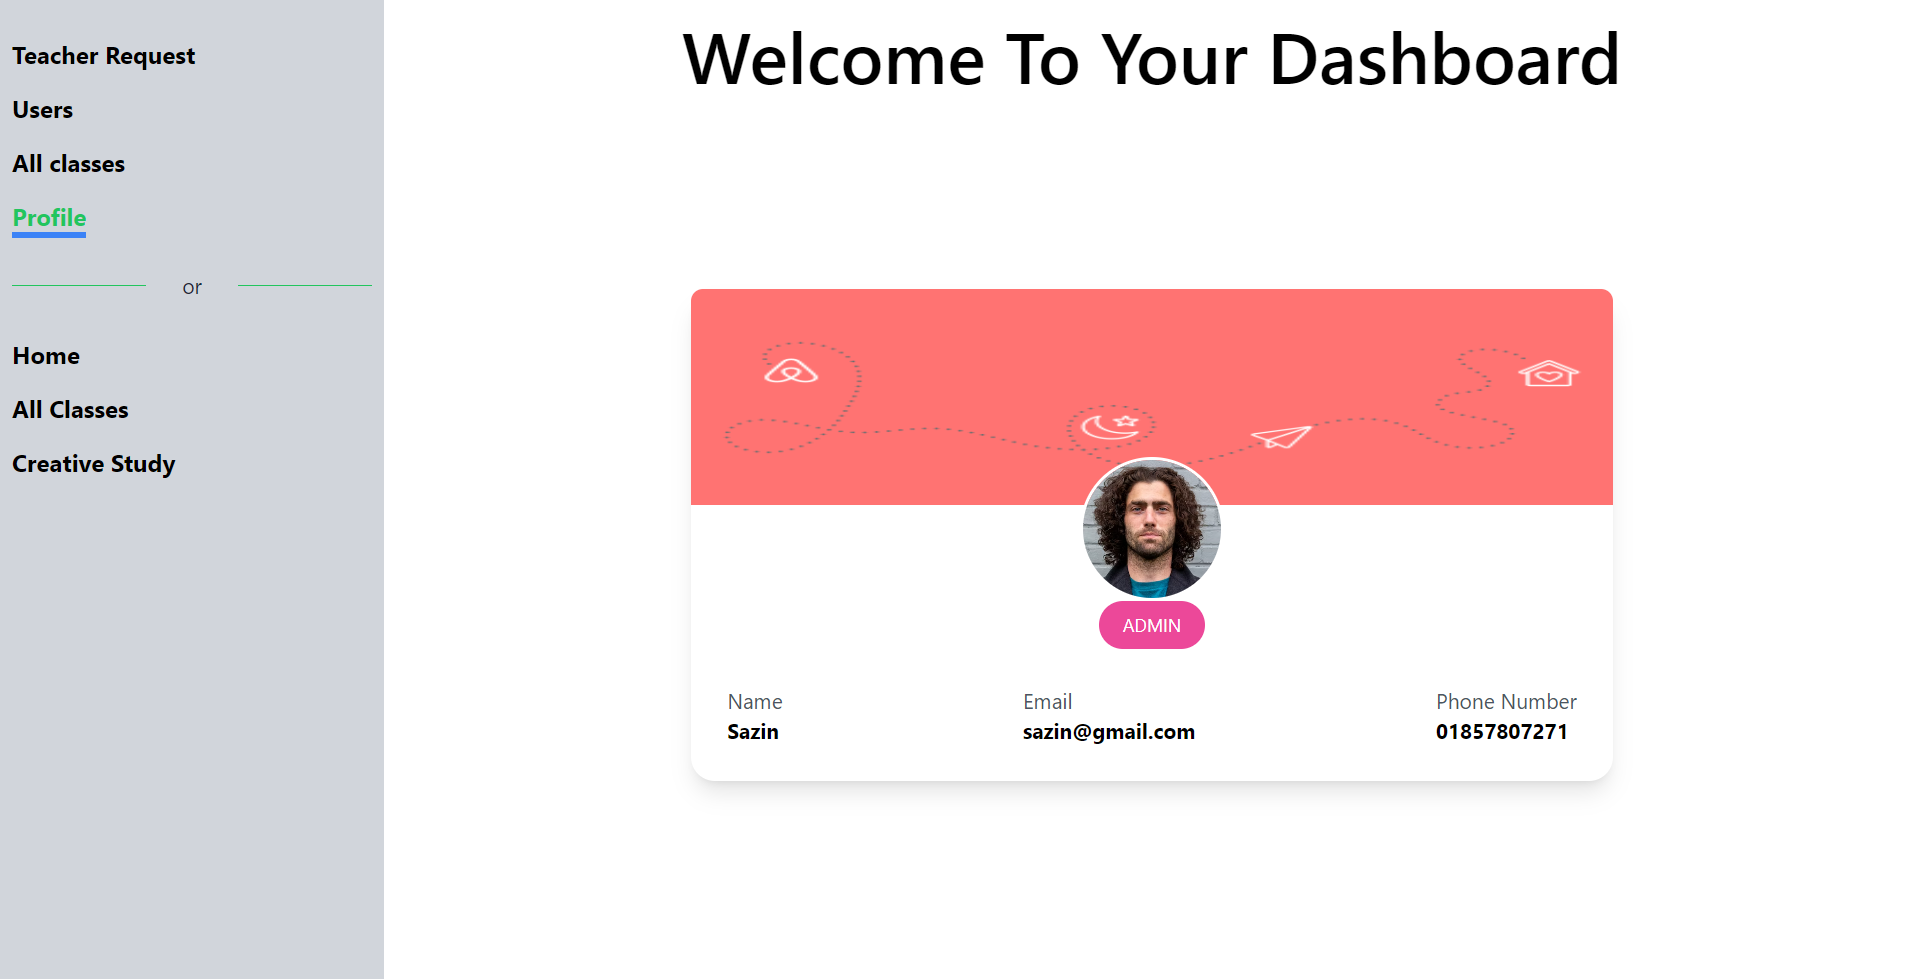 Teacher Request
Users
All classes
Profile
or
Home
All Classes
Creative Study
Welcome To Your Dashboard
ADMIN
Name
Sazin
Email
sazin@gmail.com
Phone Number
01857807271